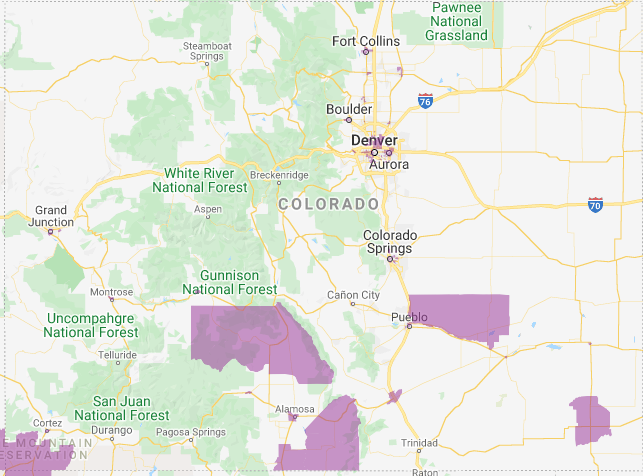 Pawnee
National
Grassland
Steamboat
Springs
Fort Collins
76
Boulder
Denver
Aurora
White River
National Forest
Breckenridge
COLORADO
70
Aspen
Grand
Junction
Colorado
Springs
Gunnison
National Forest
Montrose
Cañon City
Pueblo
Uncompahgre
National Forest
Telluride
San Juan
National Forest
Alamosa
Cortez
Durango
Pagosa Springs
E MOUNTAIN
ESERVATION
Trinidad
Raton